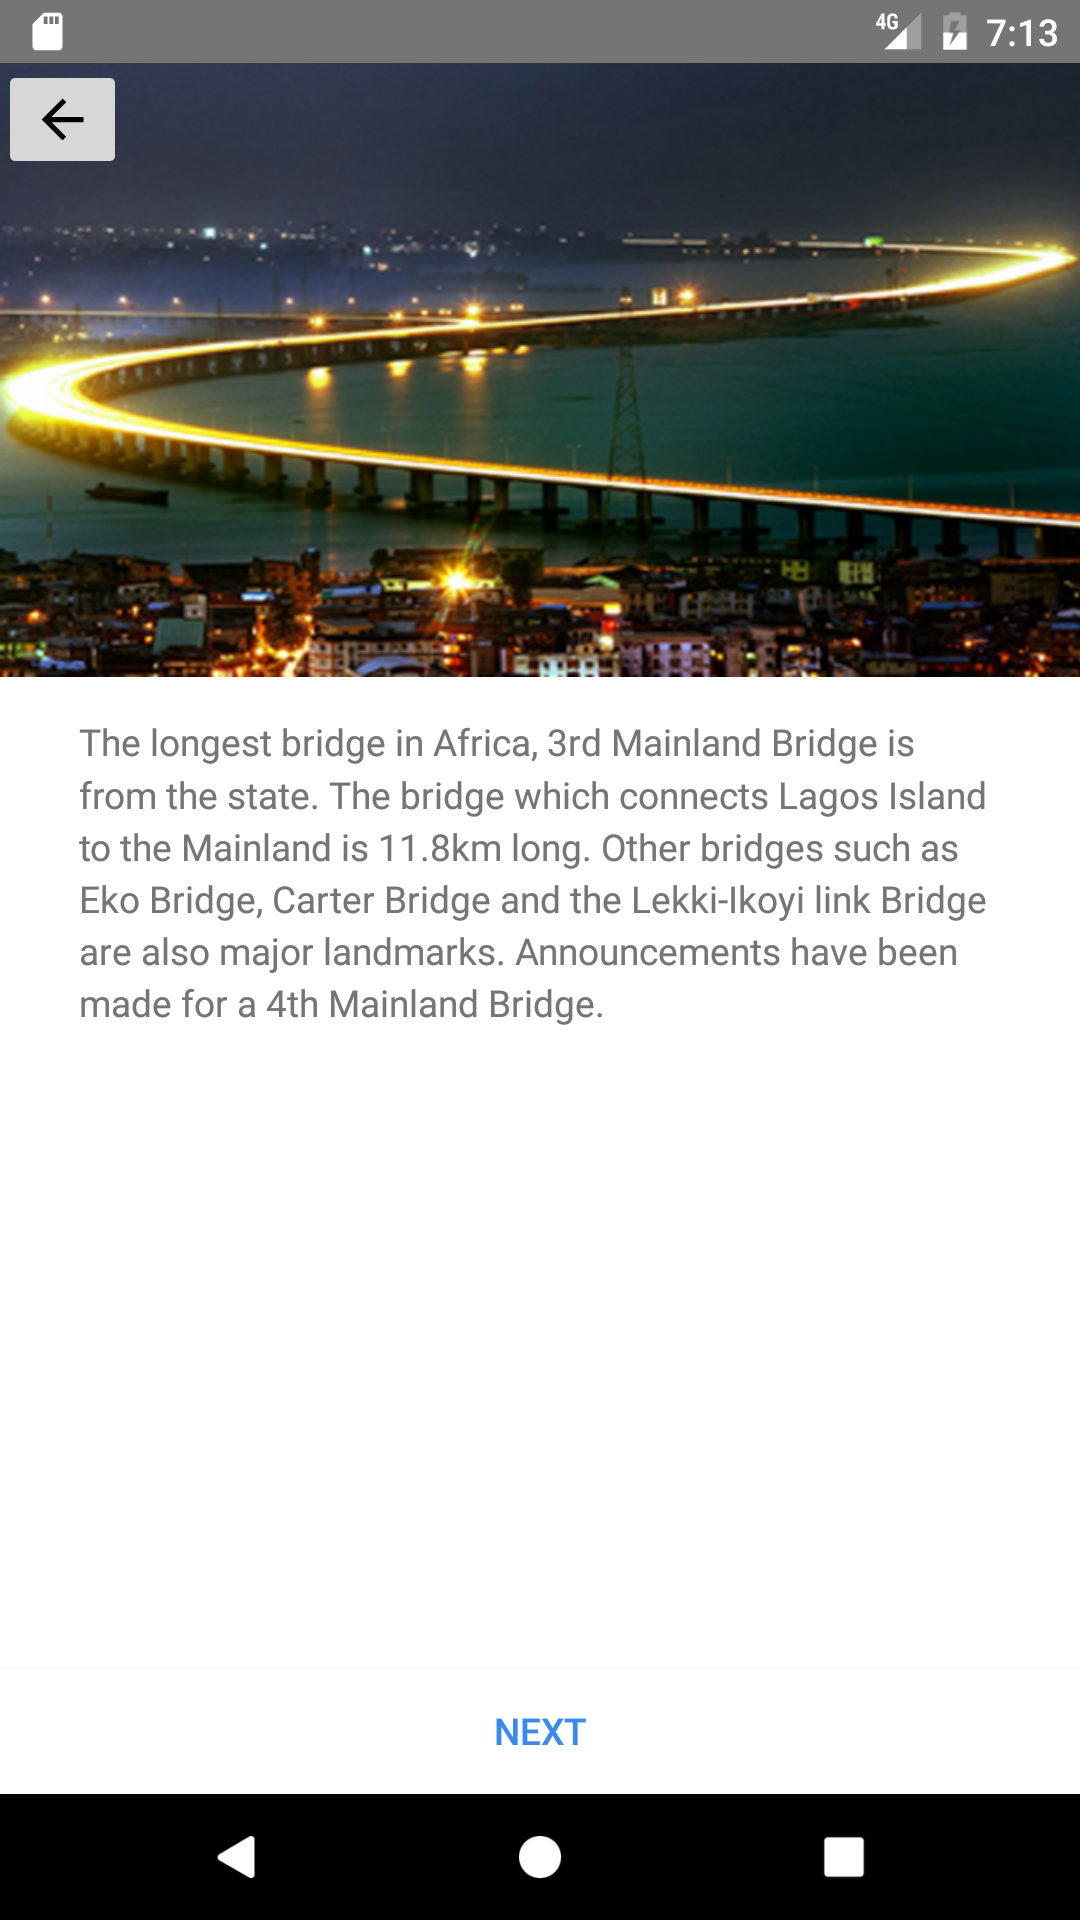 4G 7:13
The longest bridge in Africa, 3rd Mainland Bridge is
from the state. The bridge which connects Lagos Island
to the Mainland is 11.8km long. Other bridges such as
Eko Bridge, Carter Bridge and the Lekki-Ikoyi link Bridge
are also major landmarks. Announcements have been
made for a 4th Mainland Bridge.
NEXT